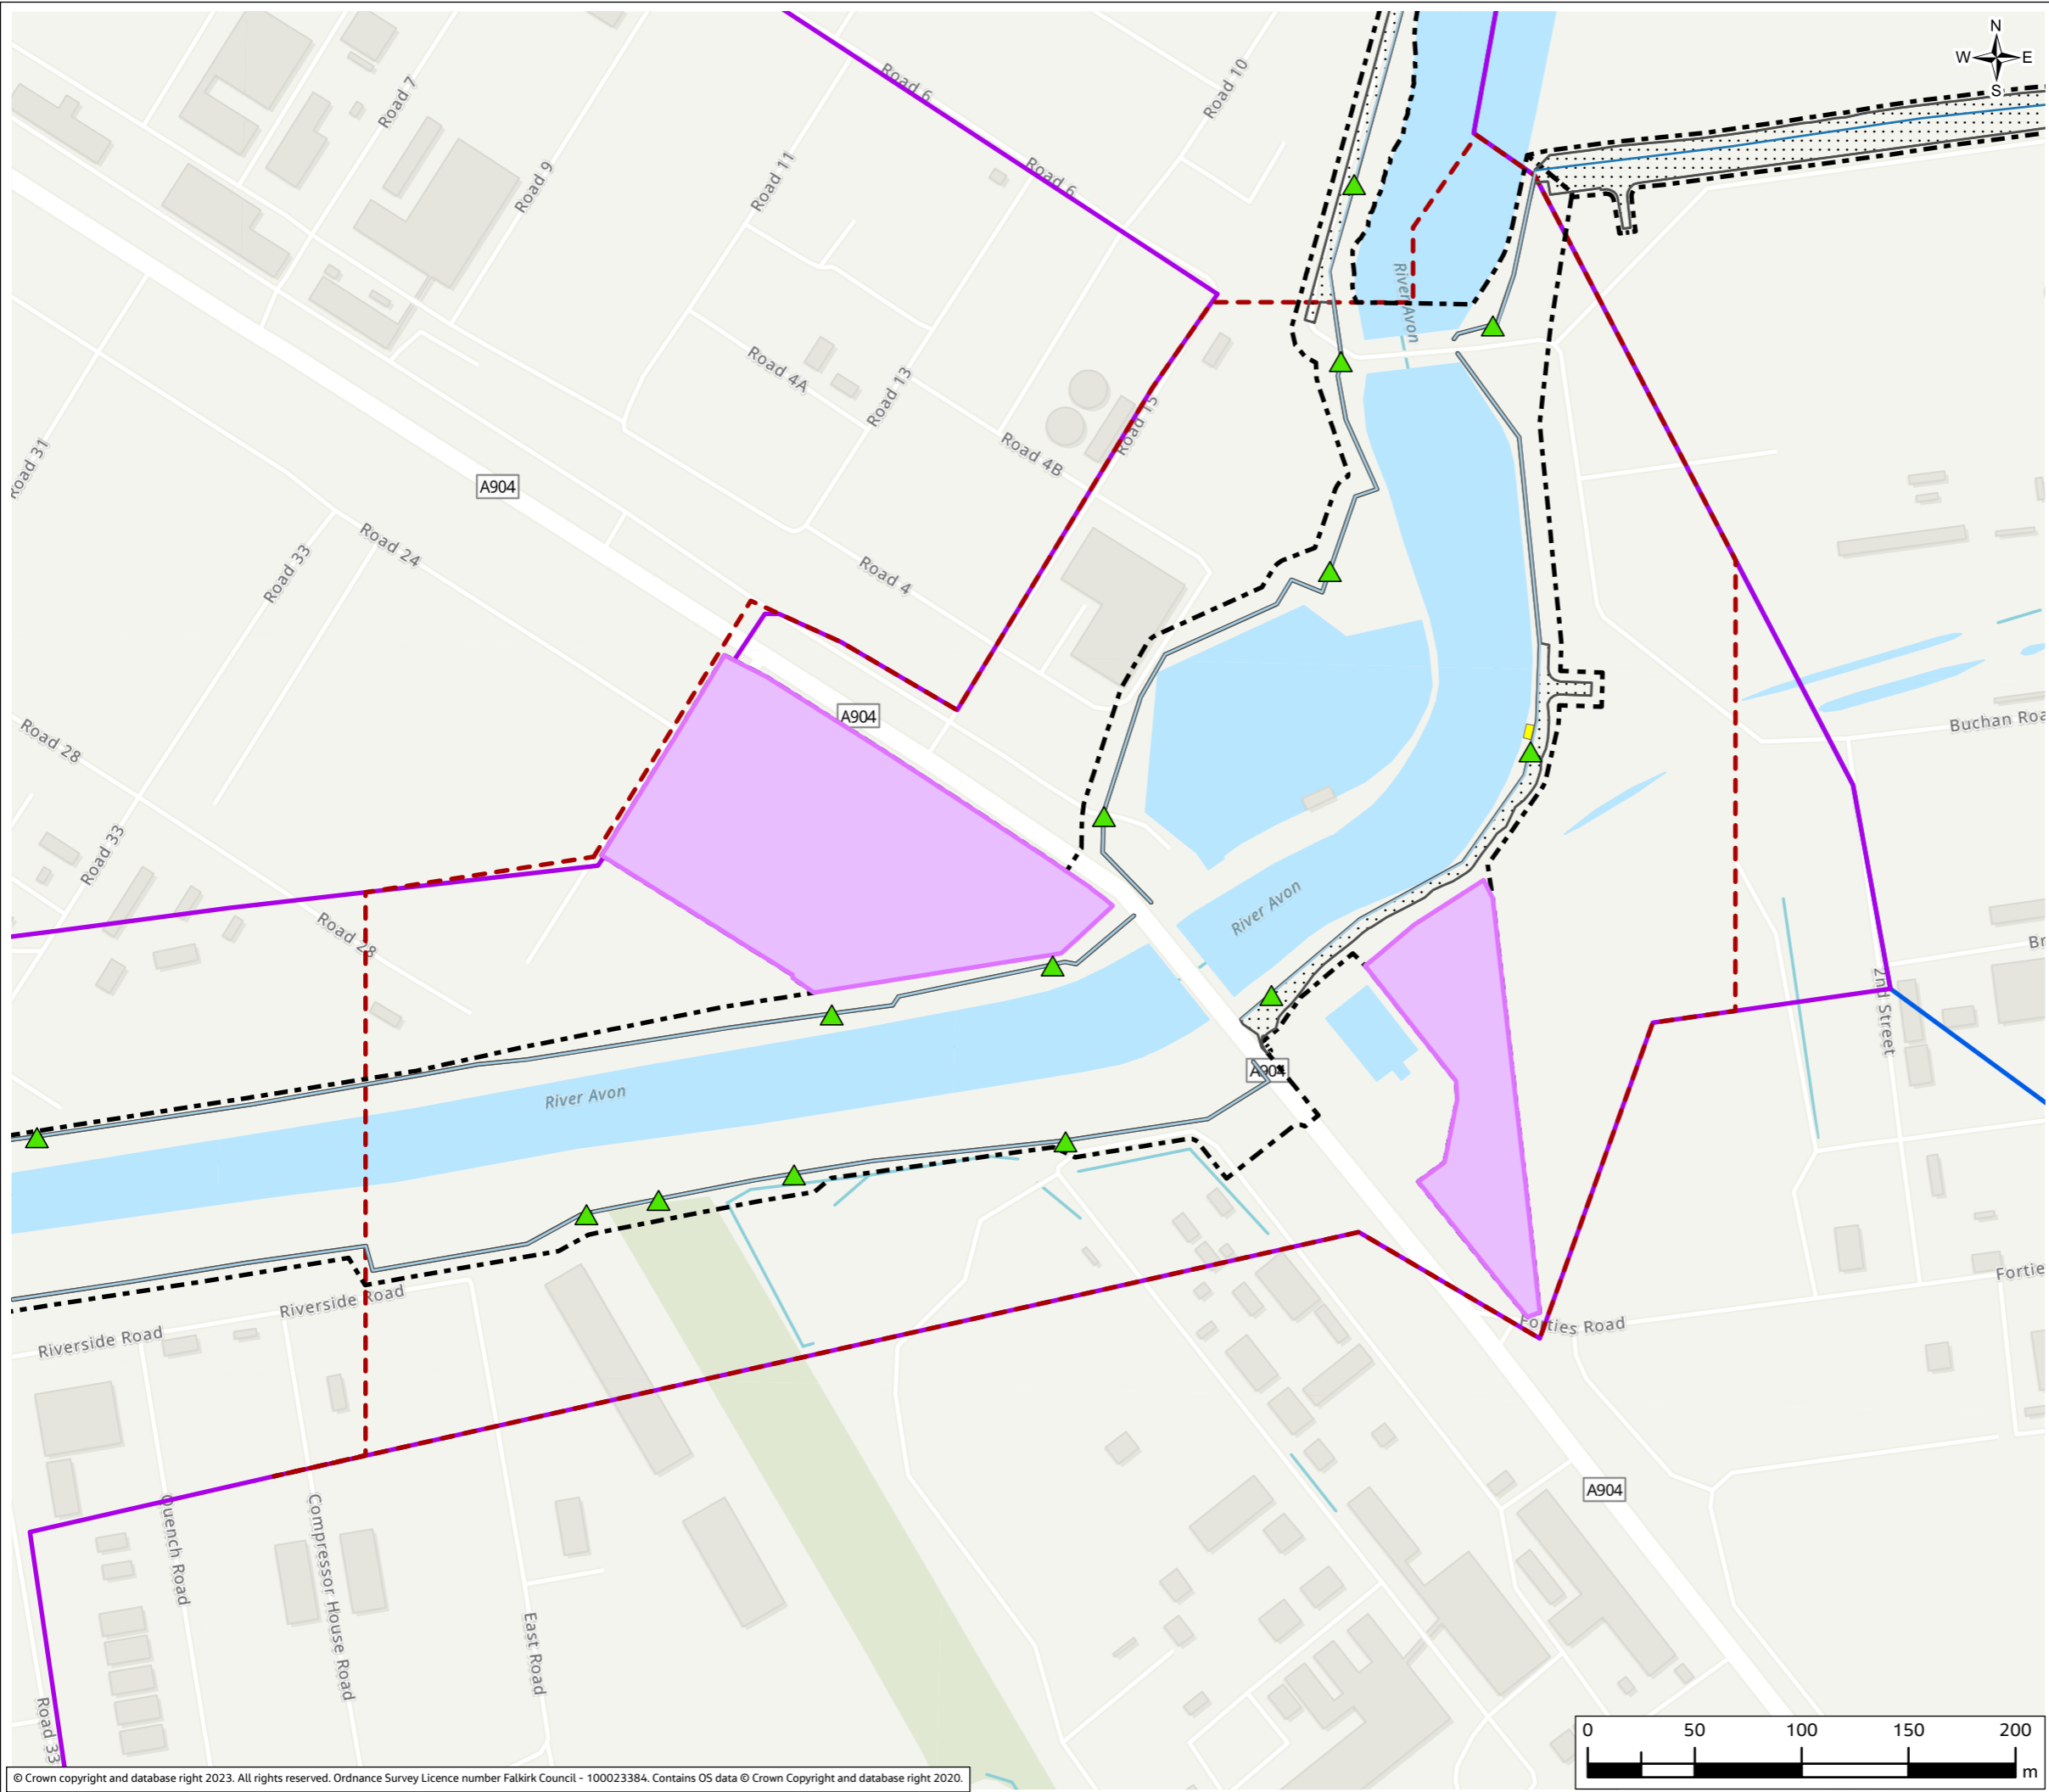 N
W E
S
Road 6
Road 10
Road 7
Road 11
Road 6
Road 9
River Avon
Road 4A
Road 13
Road 15
Road 4B
Road 31
A904
Road 24
Road 33
Road 4
A904
Buchan Roa
Road 28
Road 33
Road 28
River Avon
Br
2nd Street
River Avon
A904
Fortie
Riverside Road
Forties Road
Riverside Road
A904
Quench Road
Compressor House Road
East Road
Road 33
0 50 100 150 200
m
© Crown copyright and database right 2023. All rights reserved. Ordnance Survey Licence number Falkirk Council - 100023384. Contains OS data © Crown Copyright and database right 2020.